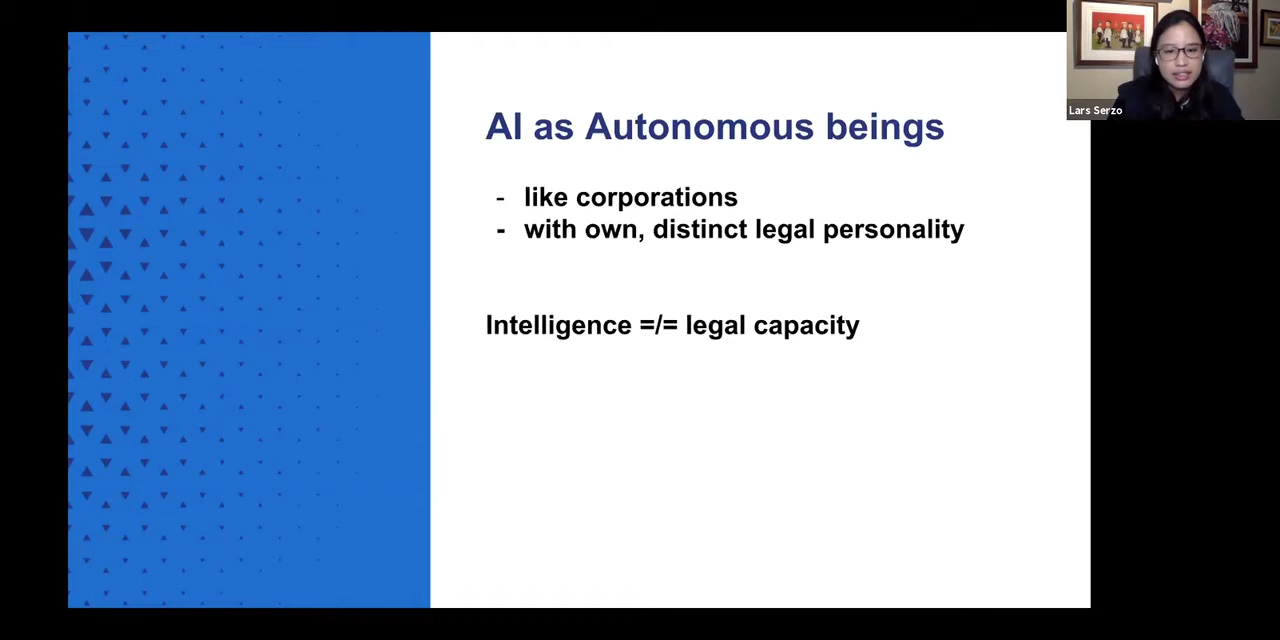 AI as Autonomous beings
- like corporations
- with own, distinct legal personality
Intelligence =/= legal capacity
Lars Serzo